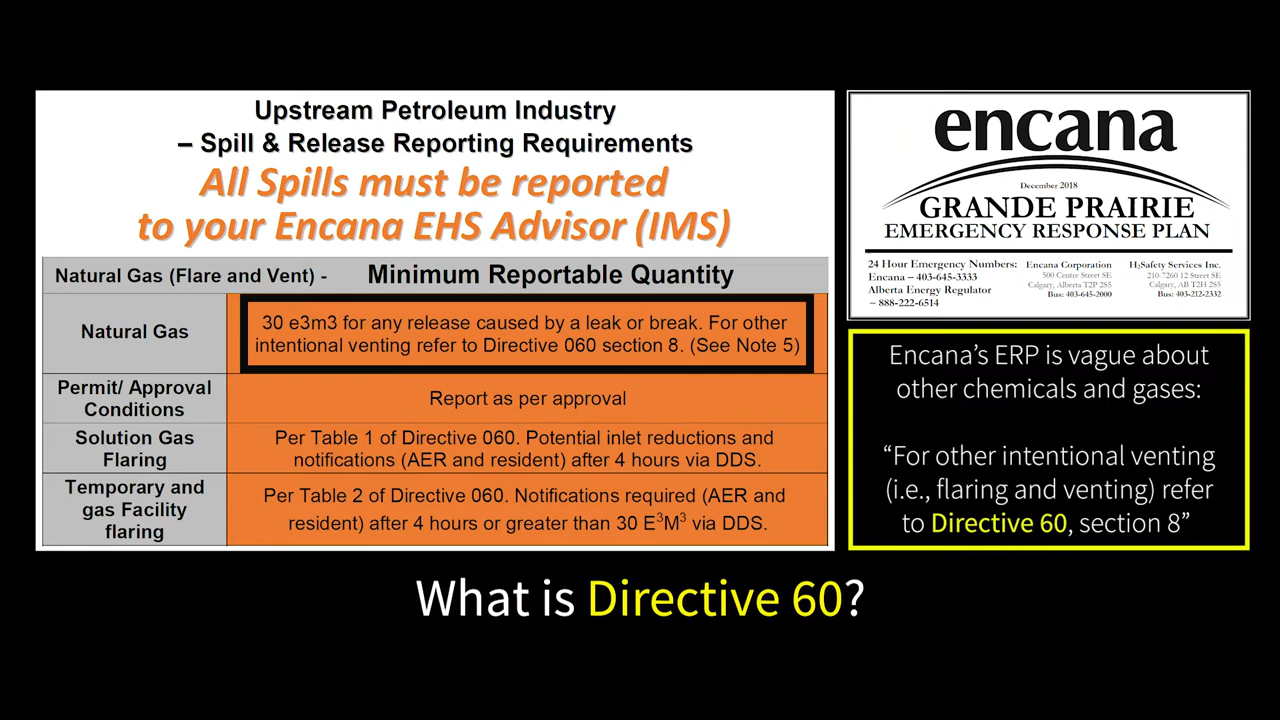 Upstream Petroleum Industry
– Spill & Release Reporting Requirements
All Spills must be reported
to your Encana EHS Advisor (IMS)
Natural Gas (Flare and Vent) - Minimum Reportable Quantity
Natural Gas
30 e3m3 for any release caused by a leak or break. For other
intentional venting refer to Directive 060 section 8. (See Note 5)
Permit/ Approval
Conditions
Report as per approval
Solution Gas
Flaring
Per Table 1 of Directive 060. Potential inlet reductions and
notifications (AER and resident) after 4 hours via DDS.
Temporary and
gas Facility
flaring
Per Table 2 of Directive 060. Notifications required (AER and
resident) after 4 hours or greater than 30 E³M³ via DDS.
encana
December 2018
GRANDE PRAIRIE
EMERGENCY RESPONSE PLAN
24 Hour Emergency Numbers:
Encana – 403-645-3333
Alberta Energy Regulator
– 888-222-6514
Encana Corporation
500 Centre Street SE
Calgary, Alberta T2P 2S5
Bus: 403-645-2000
H₂Safety Services Inc.
210-7260 12 Street SE
Calgary, AB T2H 2S5
Bus: 403-212-2332
Encana’s ERP is vague about
other chemicals and gases:
“For other intentional venting
(i.e., flaring and venting) refer
to Directive 60, section 8”
What is Directive 60?